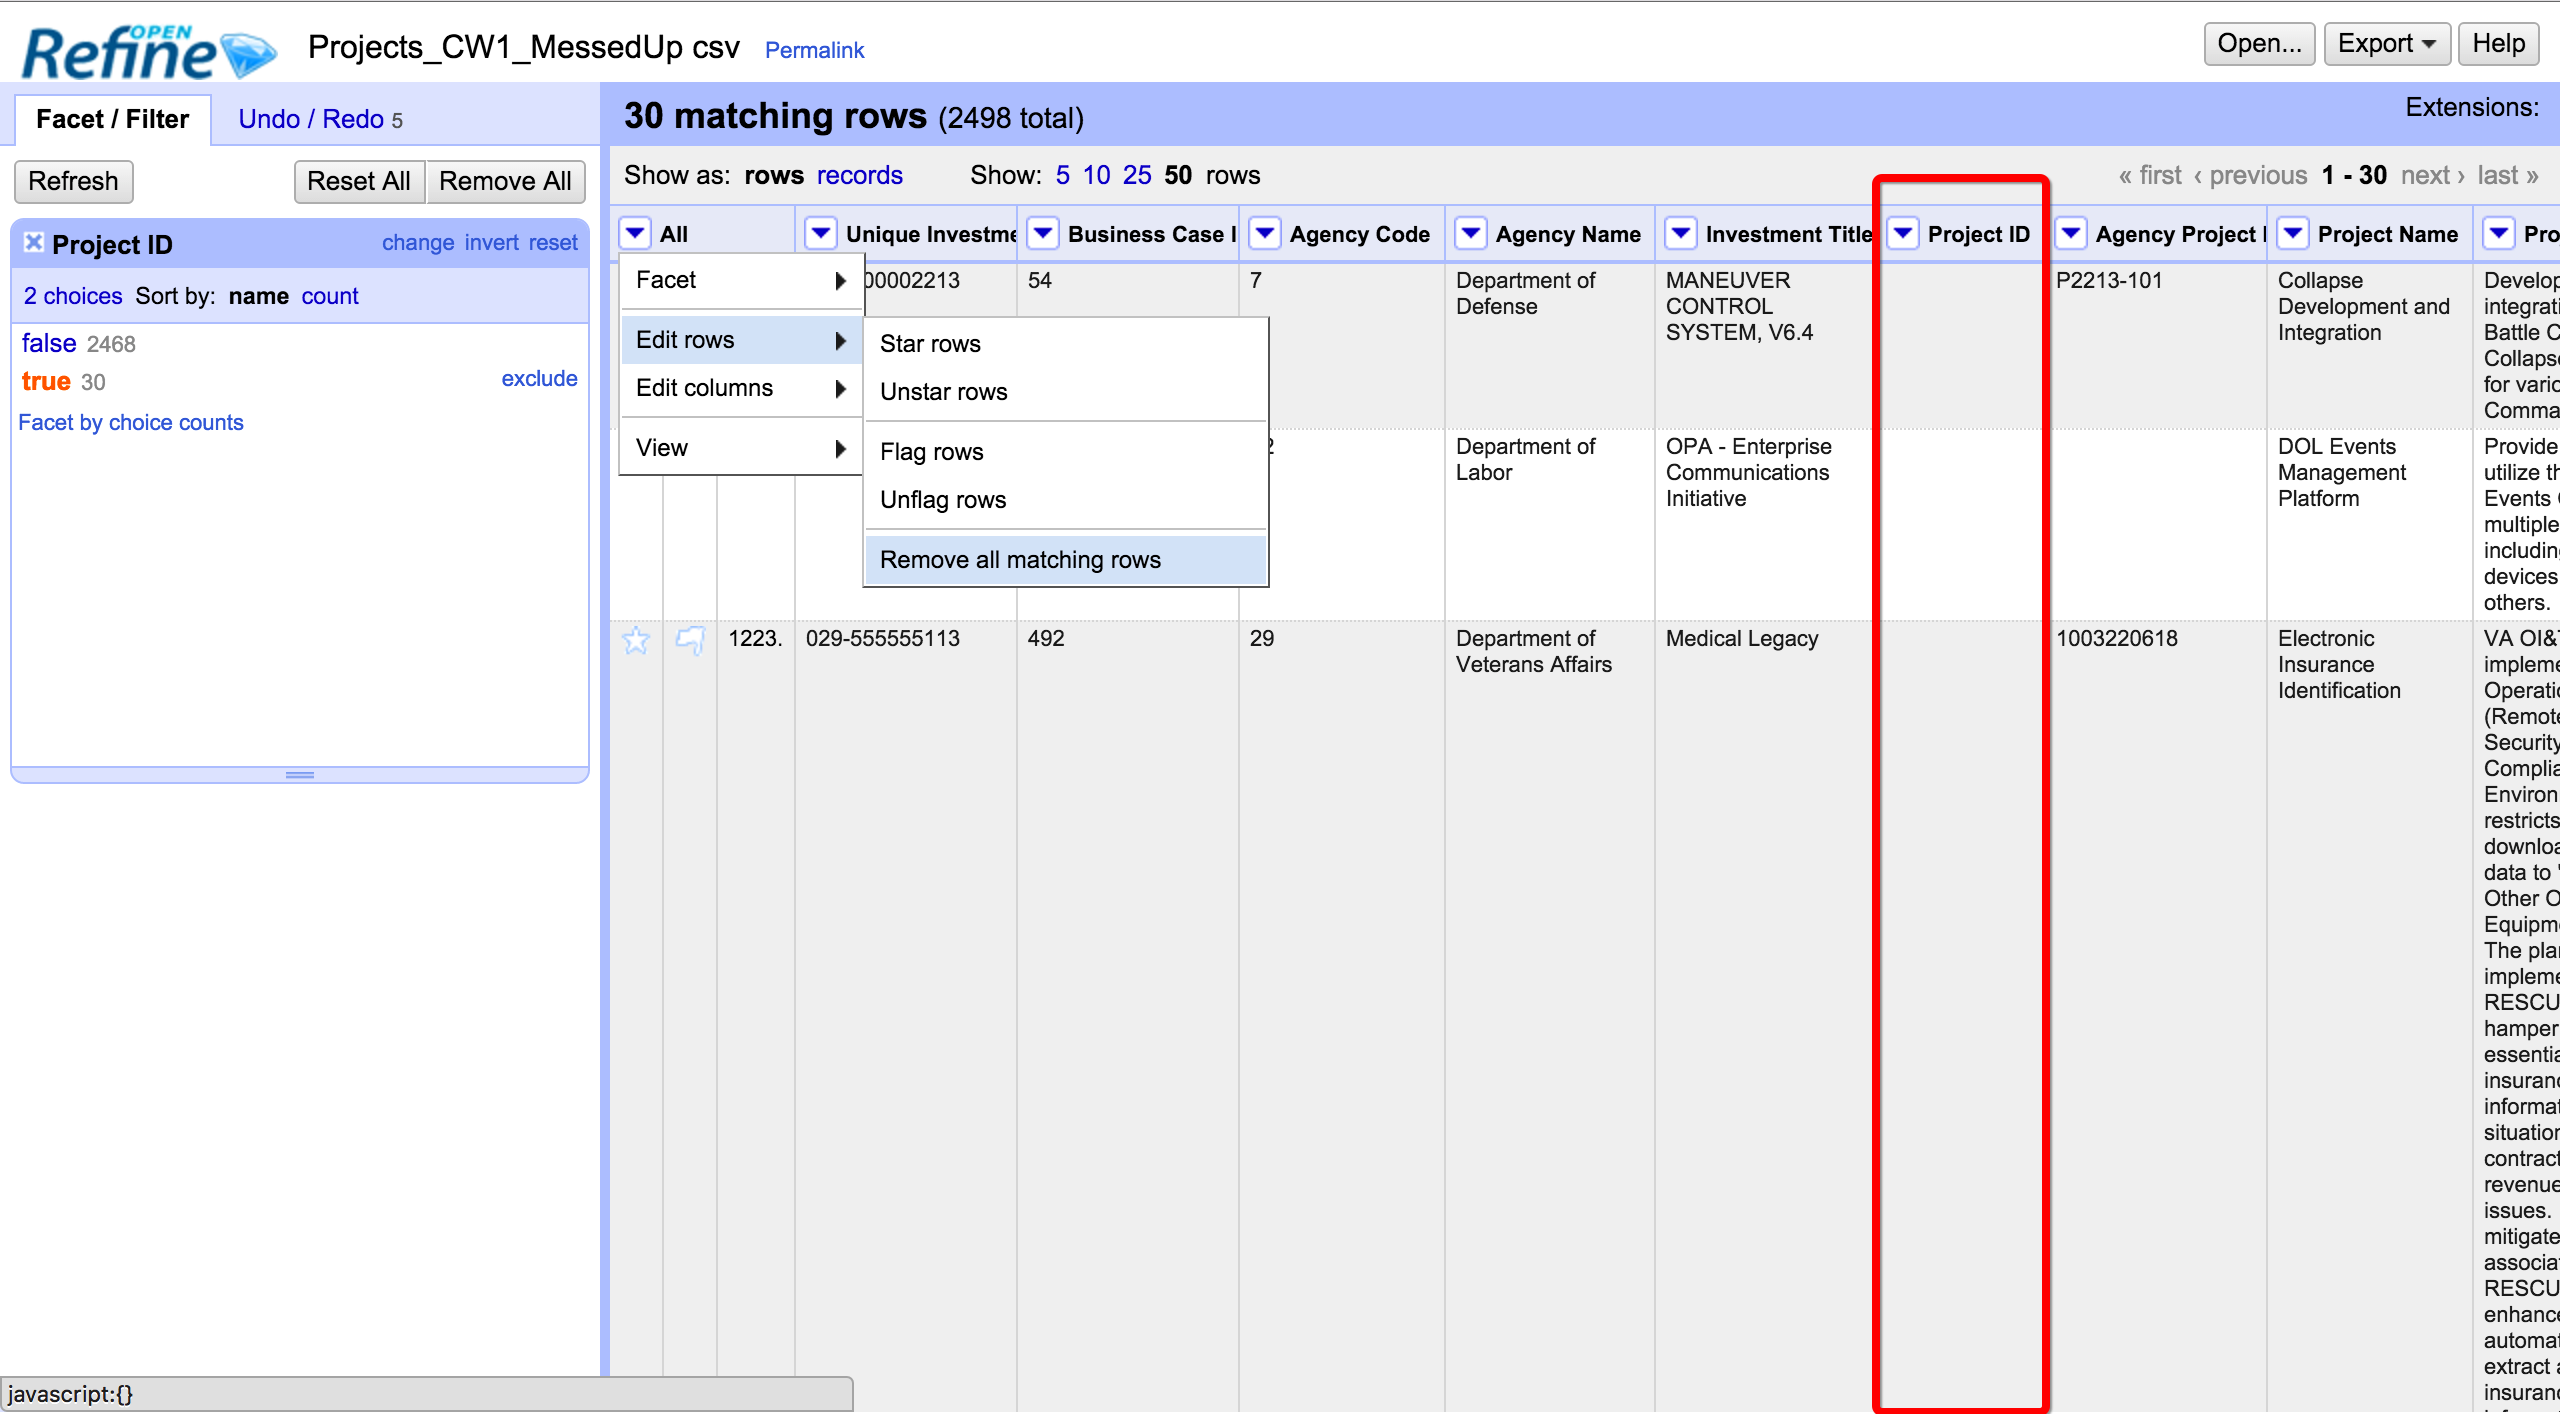 OPEN
Refine
Projects_CW1_MessedUp csv Permalink
Open... Export Help
Facet / Filter Undo / Redo 5
30 matching rows (2498 total)
Extensions:
Refresh Reset All Remove All
Show as: rows records Show: 5 10 25 50 rows
« first ‹ previous 1 - 30 next › last »
Project ID change invert reset
2 choices Sort by: name count
false 2468
true 30 exclude
Facet by choice counts
All Unique Investme Business Case I Agency Code Agency Name Investment Title Project ID Agency Project Project Name Pro
Facet
Edit rows
Edit columns
View
Star rows
Unstar rows
Flag rows
Unflag rows
Remove all matching rows
00002213 54 7
Department of
Defense
MANEUVER
CONTROL
SYSTEM, V6.4
P2213-101
Collapse
Development and
Integration
Develop
integrati
Battle C
Collapse
for vario
Comma
2
Department of
Labor
OPA - Enterprise
Communications
Initiative
DOL Events
Management
Platform
Provide
utilize th
Events
multiple
including
devices
others.
1223. 029-555555113 492 29
Department of
Veterans Affairs
Medical Legacy
1003220618
Electronic
Insurance
Identification
VA OI&T
impleme
Operatio
(Remote
Security
Complia
Environ
restricts
downloa
data to
Other O
Equipme
The plan
impleme
RESCU
hamper
essentia
insuranc
informat
situation
contract
revenue
issues.
mitigate
associat
RESCU
enhance
automat
extract a
insuranc
javascript:{}